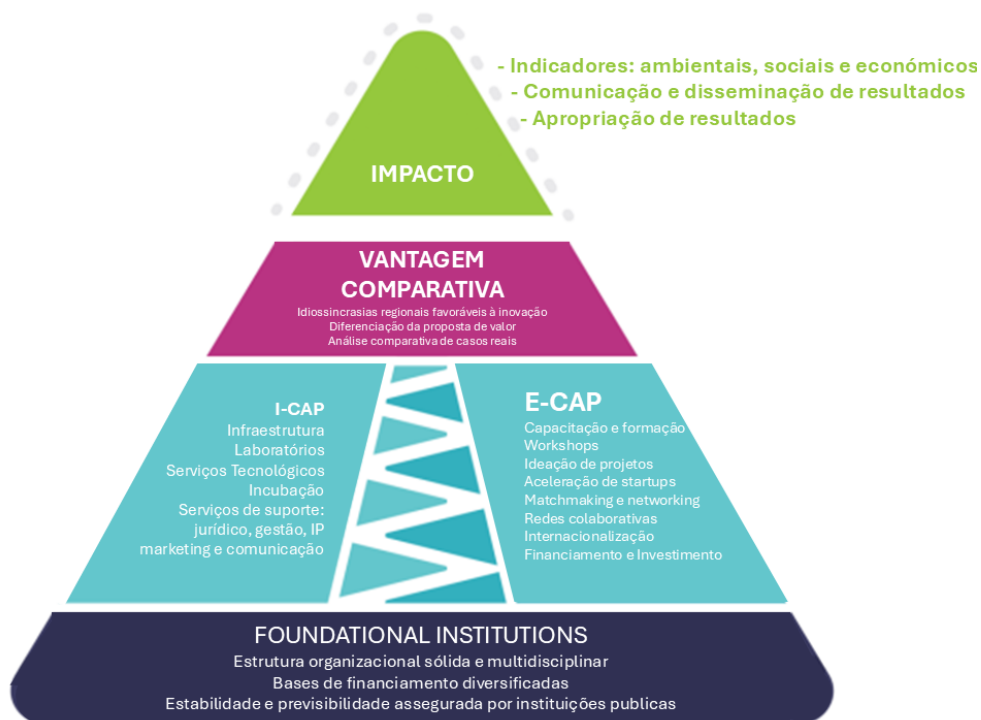 - Indicadores: ambientais, sociais e económicos
- Comunicação e disseminação de resultados
- Apropriação de resultados
IMPACTO
VANTAGEM
COMPARATIVA
Idiossincrasias regionais favoráveis à inovação
Diferenciação da proposta de valor
Análise comparativa de casos reais
I-CAP
Infraestrutura
Laboratórios
Serviços Tecnológicos
Incubação
Serviços de suporte:
jurídico, gestão, IP
marketing e comunicação
E-CAP
Capacitação e formação
Workshops
Ideação de projetos
Aceleração de startups
Matchmaking e networking
Redes colaborativas
Internacionalização
Financiamento e Investimento
FOUNDATIONAL INSTITUTIONS
Estrutura organizacional sólida e multidisciplinar
Bases de financiamento diversificadas
Estabilidade e previsibilidade assegurada por instituições publicas